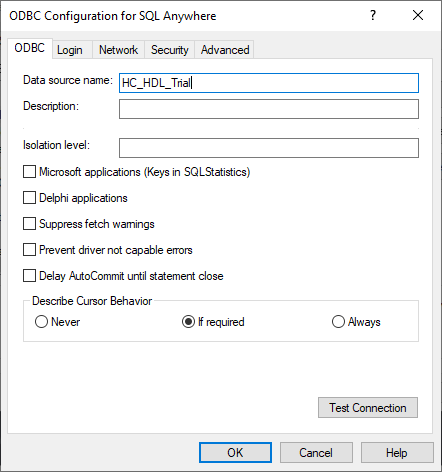 ODBC Configuration for SQL Anywhere ? ×
ODBC Login Network Security Advanced
Data source name: HC_HDL_Trial
Description:
Isolation level:
Microsoft applications (Keys in SQLStatistics)
Delphi applications
Suppress fetch warnings
Prevent driver not capable errors
Delay AutoCommit until statement close
Describe Cursor Behavior
Never If required Always
Test Connection
OK Cancel Help